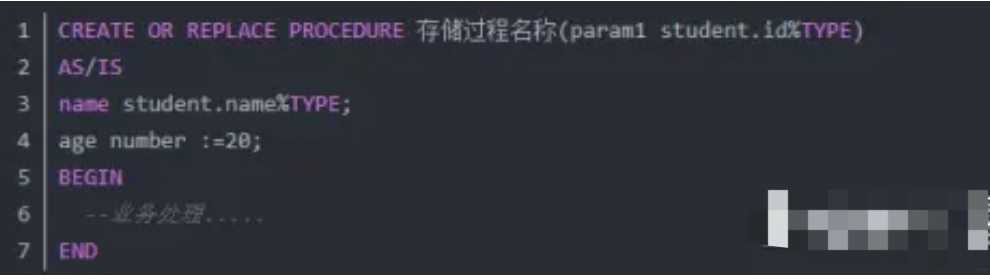 1 CREATE OR REPLACE PROCEDURE 存储过程名称(param1 student.id%TYPE)
2 AS/IS
3 name student.name%TYPE;
4 age number :=20;
5 BEGIN
6 --业务处理.....
7 END